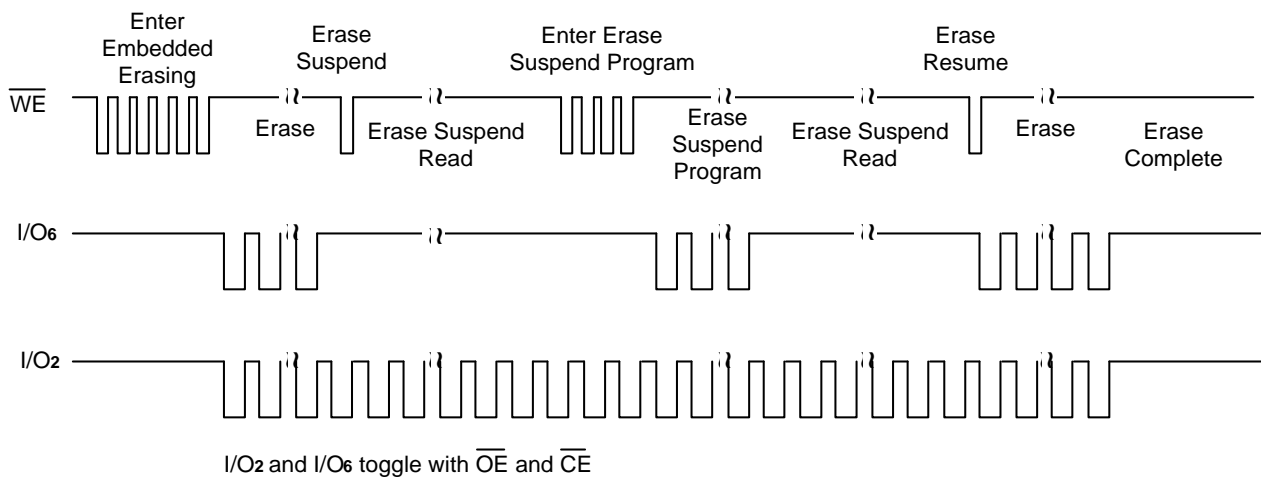 Enter
Embedded
Erasing
Erase
Suspend
Enter Erase
Suspend Program
Erase
Resume
WE
Erase
Erase Suspend
Read
Erase
Suspend
Program
Erase Suspend
Read
Erase
Erase
Complete
I/O6
I/O2
I/O2 and I/O6 toggle with OE and CE